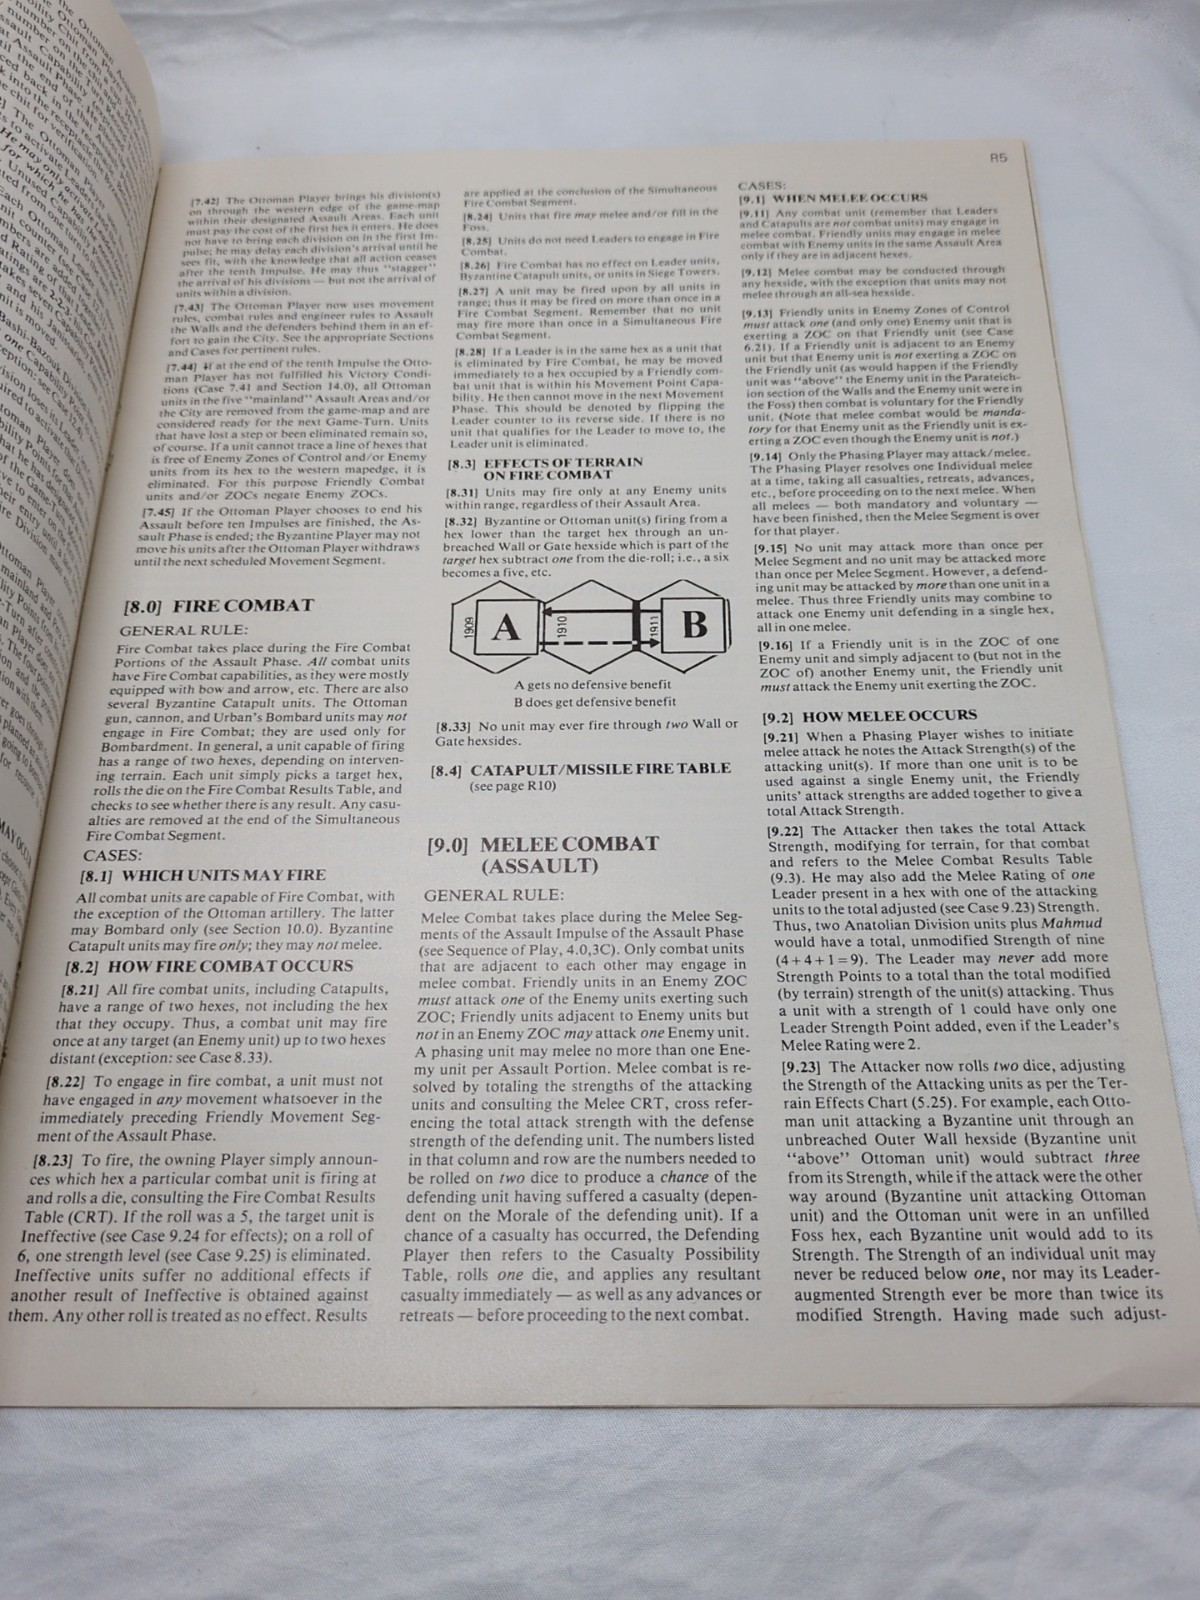 R5
[7.42] The Ottoman Player brings his division(s)
on through the western edge of the game-map
within their designated Assault Areas. Each unit
must pay the cost of the first hex it enters. He does
not have to bring each division on in the first Im-
pulse; he may delay each division's arrival until he
sees fit, with the knowledge that all action ceases
after the tenth Impulse. He may thus "stagger"
the arrival of his divisions — but not the arrival of
units within a division.
[7.43] The Ottoman Player now uses movement
rules, combat rules and engineer rules to Assault
the Walls and the defenders behind them in an ef-
fort to gain the City. See the appropriate Sections
and Cases for pertinent rules.
[7.44] If at the end of the tenth Impulse the Otto-
man Player has not fulfilled his Victory Condi-
tions (Case 7.41 and Section 14.0), all Ottoman
units in the five "mainland" Assault Areas and/or
the City are removed from the game-map and are
considered ready for the next Game-Turn. Units
that have lost a step or been eliminated remain so,
of course. If a unit cannot trace a line of hexes that
is free of Enemy Zones of Control and/or Enemy
units from its hex to the western mapedge, it is
eliminated. For this purpose Friendly Combat
units and/or ZOCs negate Enemy ZOCs.
[7.45] If the Ottoman Player chooses to end his
Assault before ten Impulses are finished, the As-
sault Phase is ended; the Byzantine Player may not
move his units after the Ottoman Player withdraws
until the next scheduled Movement Segment.
[8.0] FIRE COMBAT
GENERAL RULE:
Fire Combat takes place during the Fire Combat
Portions of the Assault Phase. All combat units
have Fire Combat capabilities, as they were mostly
equipped with bow and arrow, etc. There are also
several Byzantine Catapult units. The Ottoman
gun, cannon, and Urban's Bombard units may not
engage in Fire Combat; they are used only for
Bombardment. In general, a unit capable of firing
has a range of two hexes, depending on interven-
ing terrain. Each unit simply picks a target hex,
rolls the die on the Fire Combat Results Table, and
checks to see whether there is any result. Any casu-
alties are removed at the end of the Simultaneous
Fire Combat Segment.
CASES:
[8.1] WHICH UNITS MAY FIRE
All combat units are capable of Fire Combat, with
the exception of the Ottoman artillery. The latter
may Bombard only (see Section 10.0). Byzantine
Catapult units may fire only; they may not melee.
[8.2] HOW FIRE COMBAT OCCURS
[8.21] All fire combat units, including Catapults,
have a range of two hexes, not including the hex
that they occupy. Thus, a combat unit may fire
once at any target (an Enemy unit) up to two hexes
distant (exception: see Case 8.33).
[8.22] To engage in fire combat, a unit must not
have engaged in any movement whatsoever in the
immediately preceding Friendly Movement Seg-
ment of the Assault Phase.
[8.23] To fire, the owning Player simply announ-
ces which hex a particular combat unit is firing at
and rolls a die, consulting the Fire Combat Results
Table (CRT). If the roll was a 5, the target unit is
Ineffective (see Case 9.24 for effects); on a roll of
6, one strength level (see Case 9.25) is eliminated.
Ineffective units suffer no additional effects if
another result of Ineffective is obtained against
them. Any other roll is treated as no effect. Results
are applied at the conclusion of the Simultaneous
Fire Combat Segment.
[8.24] Units that fire may melee and/or fill in the
Foss.
[8.25] Units do not need Leaders to engage in Fire
Combat.
[8.26] Fire Combat has no effect on Leader units,
Byzantine Catapult units, or units in Siege Towers.
[8.27] A unit may be fired upon by all units in
range; thus it may be fired on more than once in a
Fire Combat Segment. Remember that no unit
may fire more than once in a Simultaneous Fire
Combat Segment.
[8.28] If a Leader is in the same hex as a unit that
is eliminated by Fire Combat, he may be moved
immediately to a hex occupied by a Friendly com-
bat unit that is within his Movement Point Capa-
bility. He then cannot move in the next Movement
Phase. This should be denoted by flipping the
Leader counter to its reverse side. If there is no
unit that qualifies for the Leader to move to, the
Leader unit is eliminated.
[8.3] EFFECTS OF TERRAIN
ON FIRE COMBAT
[8.31] Units may fire only at any Enemy units
within range, regardless of their Assault Area.
[8.32] Byzantine or Ottoman unit(s) firing from a
hex lower than the target hex through an un-
breached Wall or Gate hexside which is part of the
target hex subtract one from the die-roll; i.e., a six
becomes a five, etc.
1909 A 1910 1911 B
A gets no defensive benefit
B does get defensive benefit
[8.33] No unit may ever fire through two Wall or
Gate hexsides.
[8.4] CATAPULT/MISSILE FIRE TABLE
(see page R10)
[9.0] MELEE COMBAT
(ASSAULT)
GENERAL RULE:
Melee Combat takes place during the Melee Seg-
ments of the Assault Impulse of the Assault Phase
(see Sequence of Play, 4.0,3C). Only combat units
that are adjacent to each other may engage in
melee combat. Friendly units in an Enemy ZOC
must attack one of the Enemy units exerting such
ZOC; Friendly units adjacent to Enemy units but
not in an Enemy ZOC may attack one Enemy unit.
A phasing unit may melee no more than one Ene-
my unit per Assault Portion. Melee combat is re-
solved by totaling the strengths of the attacking
units and consulting the Melee CRT, cross refer-
encing the total attack strength with the defense
strength of the defending unit. The numbers listed
in that column and row are the numbers needed to
be rolled on two dice to produce a chance of the
defending unit having suffered a casualty (depen-
dent on the Morale of the defending unit). If a
chance of a casualty has occurred, the Defending
Player then refers to the Casualty Possibility
Table, rolls one die, and applies any resultant
casualty immediately — as well as any advances or
retreats — before proceeding to the next combat.
CASES:
[9.1] WHEN MELEE OCCURS
[9.11] Any combat unit (remember that Leaders
and Catapults are not combat units) may engage in
melee combat. Friendly units may engage in melee
combat with Enemy units in the same Assault Area
only if they are in adjacent hexes.
[9.12] Melee combat may be conducted through
any hexside, with the exception that units may not
melee through an all-sea hexside.
[9.13] Friendly units in Enemy Zones of Control
must attack one (and only one) Enemy unit that is
exerting a ZOC on that Friendly unit (see Case
6.21). If a Friendly unit is adjacent to an Enemy
unit but that Enemy unit is not exerting a ZOC on
the Friendly unit (as would happen if the Friendly
unit was "above" the Enemy unit in the Parateich-
ion section of the Walls and the Enemy unit were in
the Foss) then combat is voluntary for the Friendly
unit. (Note that melee combat would be manda-
tory for that Enemy unit as the Friendly unit is ex-
erting a ZOC even though the Enemy unit is not.)
[9.14] Only the Phasing Player may attack/melee.
The Phasing Player resolves one Individual melee
at a time, taking all casualties, retreats, advances,
etc., before proceeding on to the next melee. When
all melees — both mandatory and voluntary —
have been finished, then the Melee Segment is over
for that player.
[9.15] No unit may attack more than once per
Melee Segment and no unit may be attacked more
than once per Melee Segment. However, a defend-
ing unit may be attacked by more than one unit in a
melee. Thus three Friendly units may combine to
attack one Enemy unit defending in a single hex,
all in one melee.
[9.16] If a Friendly unit is in the ZOC of one
Enemy unit and simply adjacent to (but not in the
ZOC of) another Enemy unit, the Friendly unit
must attack the Enemy unit exerting the ZOC.
[9.2] HOW MELEE OCCURS
[9.21] When a Phasing Player wishes to initiate
melee attack he notes the Attack Strength(s) of the
attacking unit(s). If more than one unit is to be
used against a single Enemy unit, the Friendly
units' attack strengths are added together to give a
total Attack Strength.
[9.22] The Attacker then takes the total Attack
Strength, modifying for terrain, for that combat
and refers to the Melee Combat Results Table
(9.3). He may also add the Melee Rating of one
Leader present in a hex with one of the attacking
units to the total adjusted (see Case 9.23) Strength.
Thus, two Anatolian Division units plus Mahmud
would have a total, unmodified Strength of nine
(4+4+1=9). The Leader may never add more
Strength Points to a total than the total modified
(by terrain) strength of the unit(s) attacking. Thus
a unit with a strength of 1 could have only one
Leader Strength Point added, even if the Leader's
Melee Rating were 2.
[9.23] The Attacker now rolls two dice, adjusting
the Strength of the Attacking units as per the Ter-
rain Effects Chart (5.25). For example, each Otto-
man unit attacking a Byzantine unit through an
unbreached Outer Wall hexside (Byzantine unit
"above" Ottoman unit) would subtract three
from its Strength, while if the attack were the other
way around (Byzantine unit attacking Ottoman
unit) and the Ottoman unit were in an unfilled
Foss hex, each Byzantine unit would add to its
Strength. The Strength of an individual unit may
never be reduced below one, nor may its Leader-
augmented Strength ever be more than twice its
modified Strength. Having made such adjust-